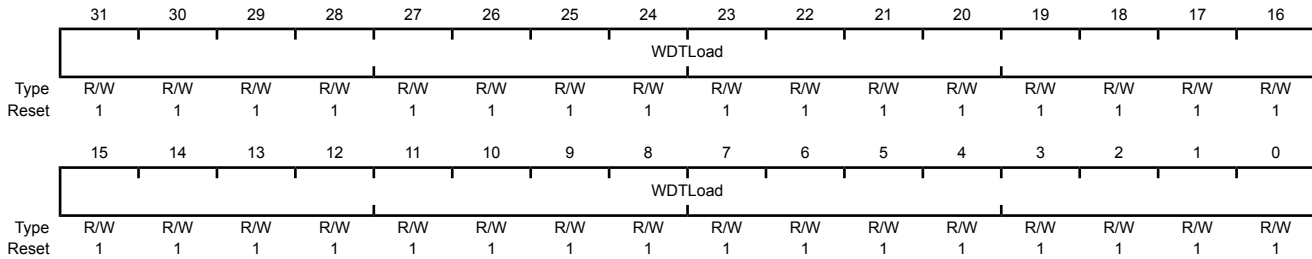 31 30 29 28 27 26 25 24 23 22 21 20 19 18 17 16
WDTLoad
Type R/W R/W R/W R/W R/W R/W R/W R/W R/W R/W R/W R/W R/W R/W R/W R/W
Reset 1 1 1 1 1 1 1 1 1 1 1 1 1 1 1 1
15 14 13 12 11 10 9 8 7 6 5 4 3 2 1 0
WDTLoad
Type R/W R/W R/W R/W R/W R/W R/W R/W R/W R/W R/W R/W R/W R/W R/W R/W
Reset 1 1 1 1 1 1 1 1 1 1 1 1 1 1 1 1